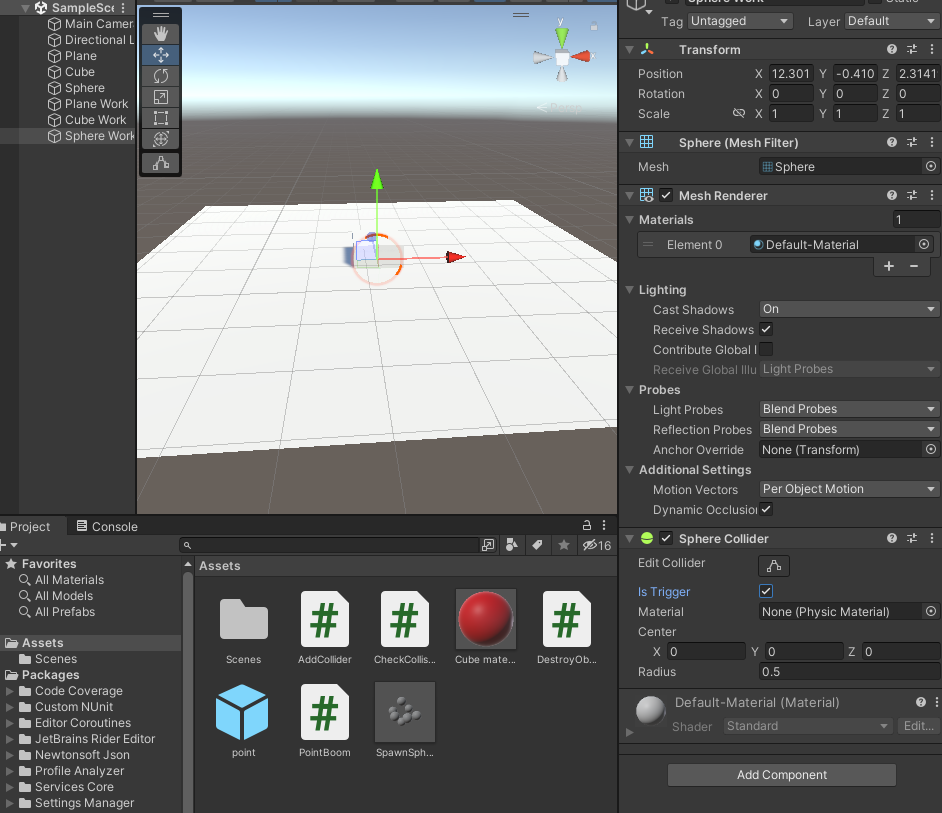 SampleSce
Main Camer
Directional L
Plane
Cube
Sphere
Plane Work
Cube Work
Sphere Work
y
Persp
Sphere Work
Static
Tag Untagged Layer Default
Transform
Position X 12.301 Y -0.410 Z 2.3141
Rotation X 0 Y 0 Z 0
Scale X 1 Y 1 Z 1
Sphere (Mesh Filter)
Mesh Sphere
Mesh Renderer
Materials 1
Element 0 Default-Material
+ −
Lighting
Cast Shadows On
Receive Shadows
Contribute Global I
Receive Global Illu Light Probes
Probes
Light Probes Blend Probes
Reflection Probes Blend Probes
Anchor Override None (Transform)
Additional Settings
Motion Vectors Per Object Motion
Dynamic Occlusion
Sphere Collider
Edit Collider
Is Trigger
Material None (Physic Material)
Center
X 0 Y 0 Z 0
Radius 0.5
Default-Material (Material)
Shader Standard Edit...
Add Component
Project Console
16
Favorites
All Materials
All Models
All Prefabs
Assets
Scenes
Packages
Code Coverage
Custom NUnit
Editor Coroutines
JetBrains Rider Editor
Newtonsoft Json
Profile Analyzer
Services Core
Settings Manager
Assets
Scenes AddCollider CheckCollis... Cube mate... DestroyOb...
point PointBoom SpawnSph...